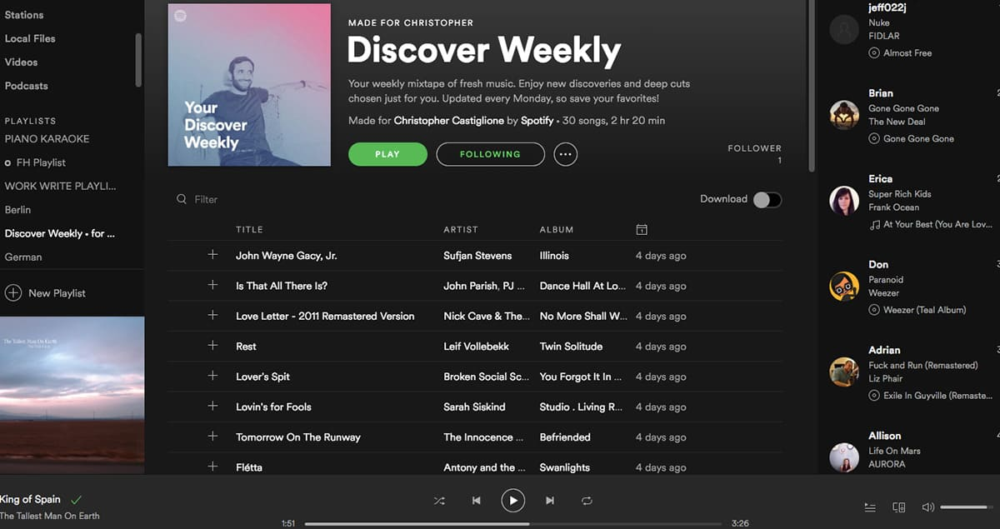 Stations
Local Files
Videos
Podcasts
PLAYLISTS
PIANO KARAOKE
FH Playlist
WORK WRITE PLAYLI...
Berlin
Discover Weekly • for ...
German
New Playlist
The Tallest Man On Earth
King of Spain
The Tallest Man On Earth
Your
Discover
Weekly
MADE FOR CHRISTOPHER
Discover Weekly
Your weekly mixtape of fresh music. Enjoy new discoveries and deep cuts
chosen just for you. Updated every Monday, so save your favorites!
Made for Christopher Castiglione by Spotify • 30 songs, 2 hr 20 min
PLAY
FOLLOWING
FOLLOWER
1
Filter
Download
TITLE ARTIST ALBUM
John Wayne Gacy, Jr. Sufjan Stevens Illinois 4 days ago
Is That All There Is? John Parish, PJ ... Dance Hall At Lo... 4 days ago
Love Letter - 2011 Remastered Version Nick Cave & The... No More Shall W... 4 days ago
Rest Leif Vollebekk Twin Solitude 4 days ago
Lover's Spit Broken Social Sc... You Forgot It In ... 4 days ago
Lovin's for Fools Sarah Siskind Studio . Living R... 4 days ago
Tomorrow On The Runway The Innocence ... Befriended 4 days ago
Flétta Antony and the ... Swanlights 4 days ago
1:51
3:26
jeff022j
Nuke
FIDLAR
Almost Free
Brian
Gone Gone Gone
The New Deal
Gone Gone Gone
Erica
Super Rich Kids
Frank Ocean
At Your Best (You Are Lov...
Don
Paranoid
Weezer
Weezer (Teal Album)
Adrian
Fuck and Run (Remastered)
Liz Phair
Exile In Guyville (Remaste...
Allison
Life On Mars
AURORA